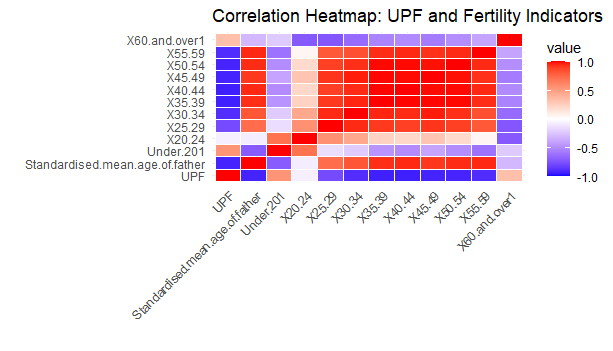 Correlation Heatmap: UPF and Fertility Indicators
X60.and.over1
X55.59
X50.54
X45.49
X40.44
X35.39
X30.34
X25.29
X20.24
Under.201
Standardised.mean.age.of.father
UPF
UPF
Standardised.mean.age.of.father
Under.201
X20.24
X25.29
X30.34
X35.39
X40.44
X45.49
X50.54
X55.59
X60.and.over1
value
1.0
0.5
0.0
-0.5
-1.0